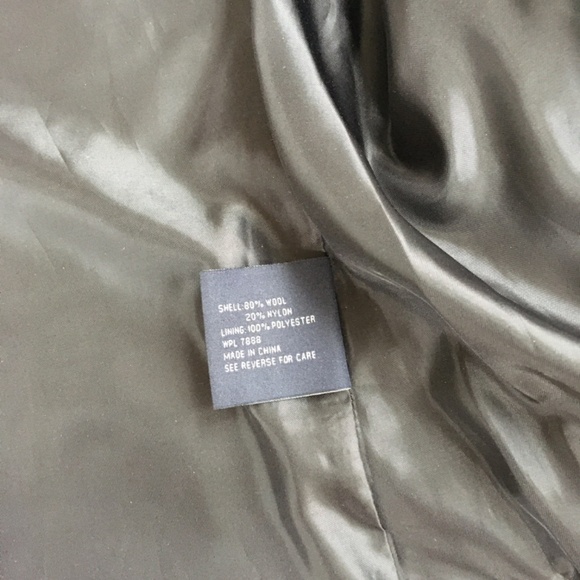 SHELL:80% WOOL
20% NYLON
LINING:100% POLYESTER
WPL 7888
MADE IN CHINA
SEE REVERSE FOR CARE